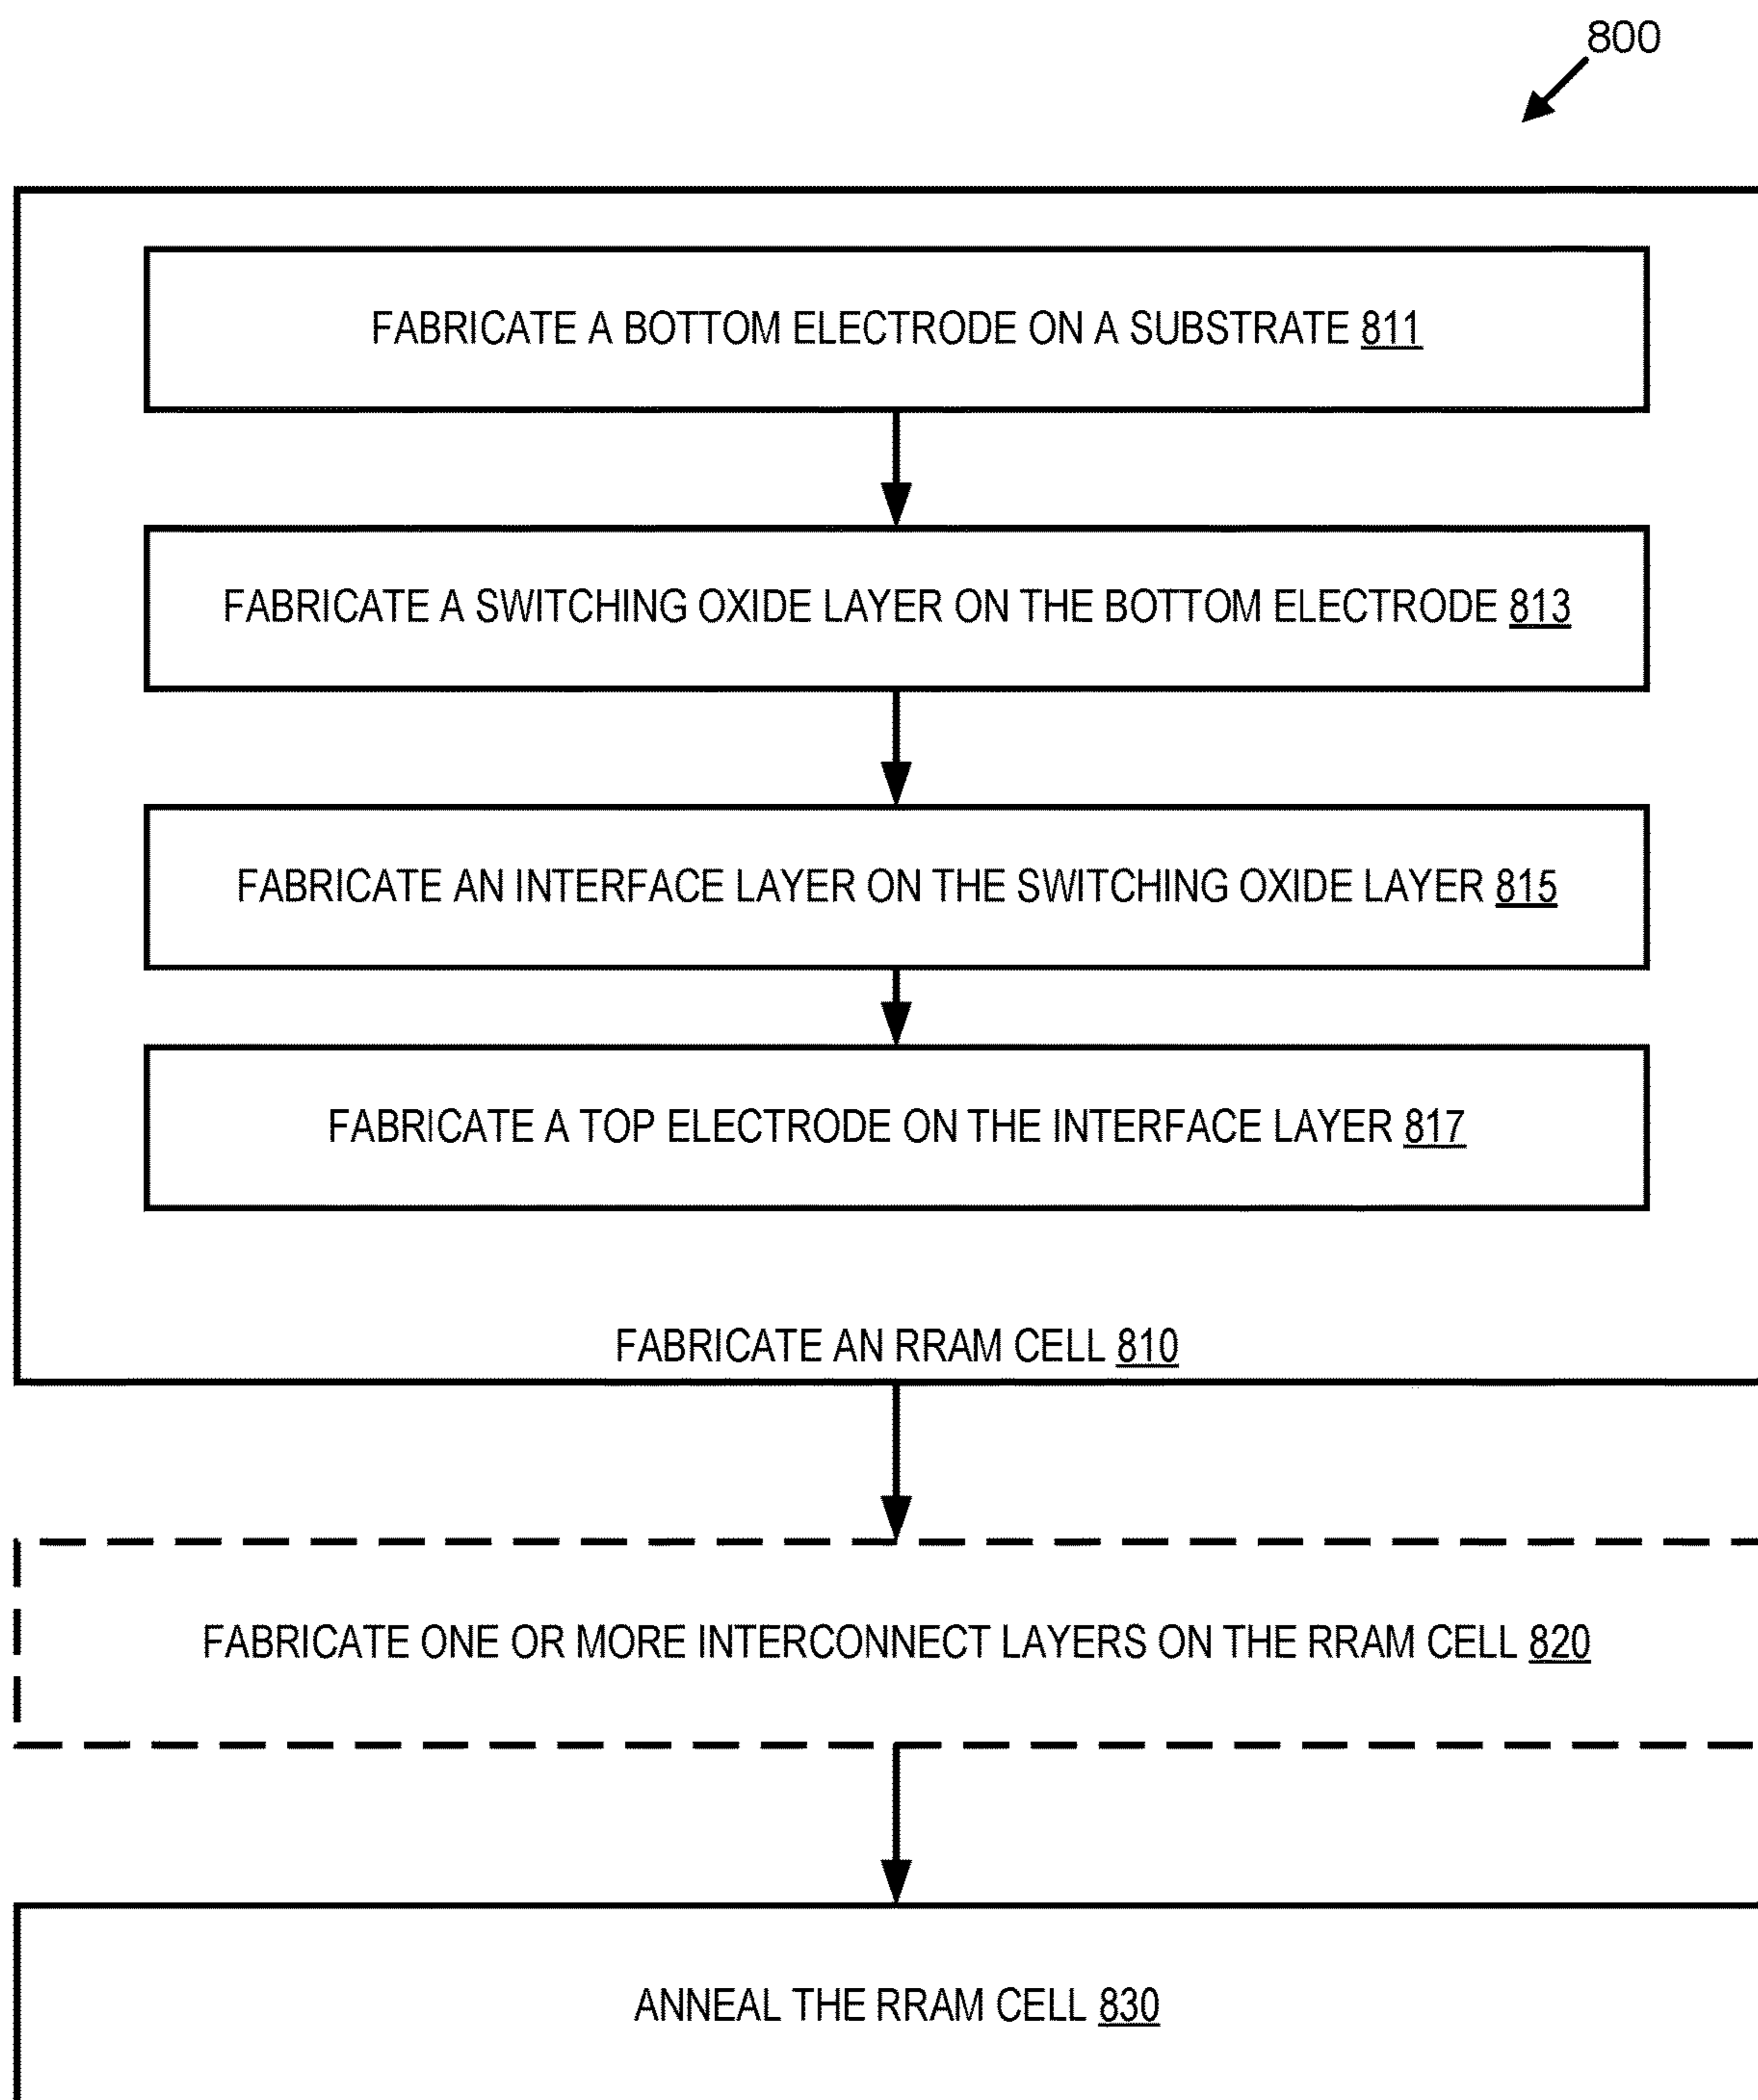 800
FABRICATE A BOTTOM ELECTRODE ON A SUBSTRATE 811
FABRICATE A SWITCHING OXIDE LAYER ON THE BOTTOM ELECTRODE 813
FABRICATE AN INTERFACE LAYER ON THE SWITCHING OXIDE LAYER 815
FABRICATE A TOP ELECTRODE ON THE INTERFACE LAYER 817
FABRICATE AN RRAM CELL 810
FABRICATE ONE OR MORE INTERCONNECT LAYERS ON THE RRAM CELL 820
ANNEAL THE RRAM CELL 830